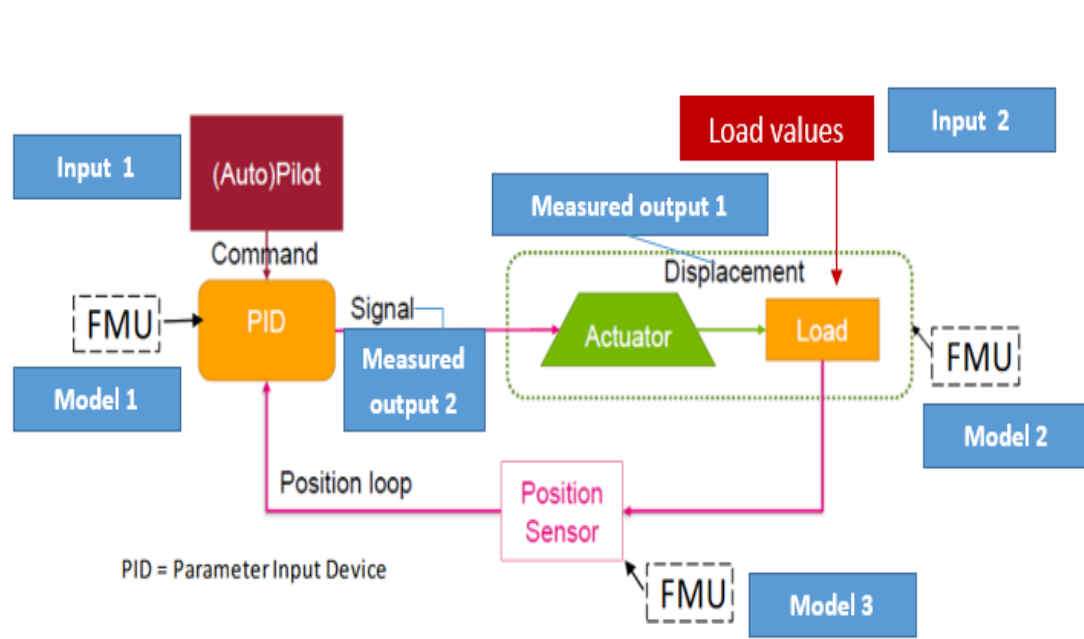 Load values
Input  2
Input  1
(Auto)Pilot
Measured output 1
Command
Displacement
FMU
PID
Signal
Actuator
Load
Measured
output 2
FMU
Model 1
Model 2
Position loop
Position
Sensor
PID = Parameter Input Device
FMU
Model 3